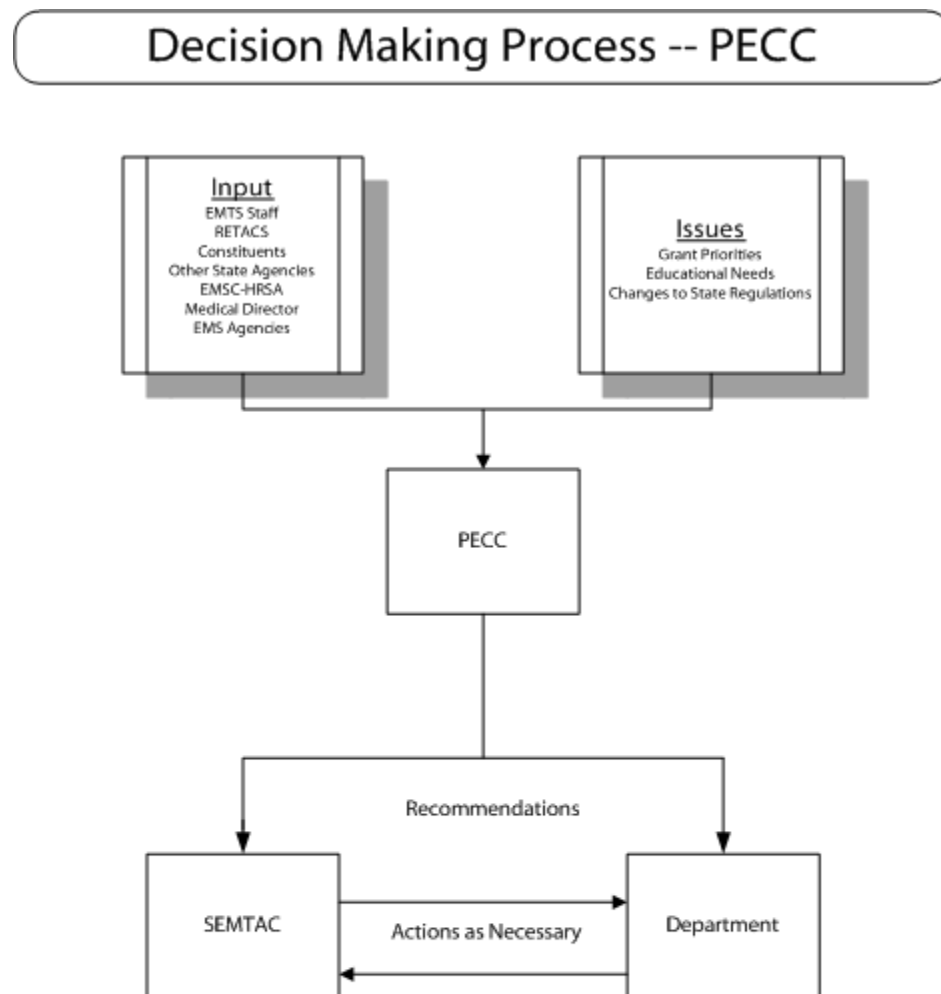 Decision Making Process -- PECC
Input
EMTS Staff
RETACS
Constituents
Other State Agencies
EMSC-HRSA
Medical Director
EMS Agencies
Issues
Grant Priorities
Educational Needs
Changes to State Regulations
PECC
Recommendations
SEMTAC
Actions as Necessary
Department